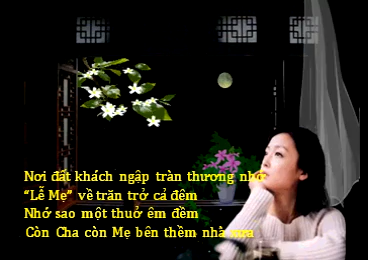 Nơi đất khách ngập tràn thương nhớ
“Lễ Mẹ” về trăn trở cả đêm
Nhớ sao một thuở êm đềm
Còn Cha còn Mẹ bên thềm nhà xưa